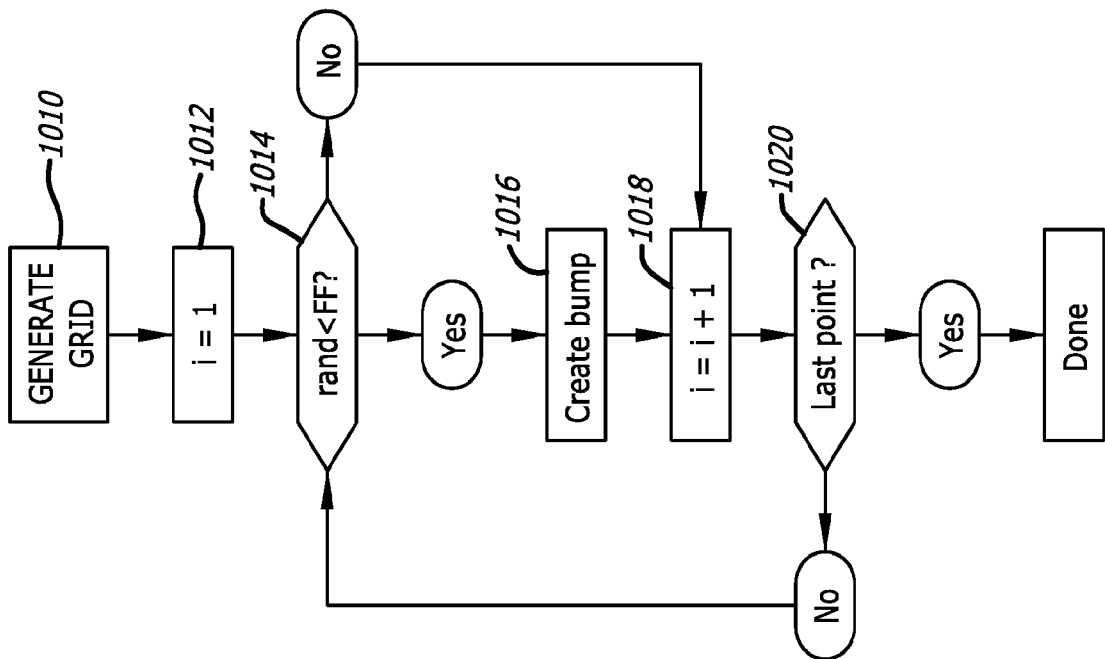 GENERATE
GRID
1010
i = 1
1012
rand<FF?
1014
No
Yes
Create bump
1016
i = i + 1
1018
Last point ?
1020
No
Yes
Done